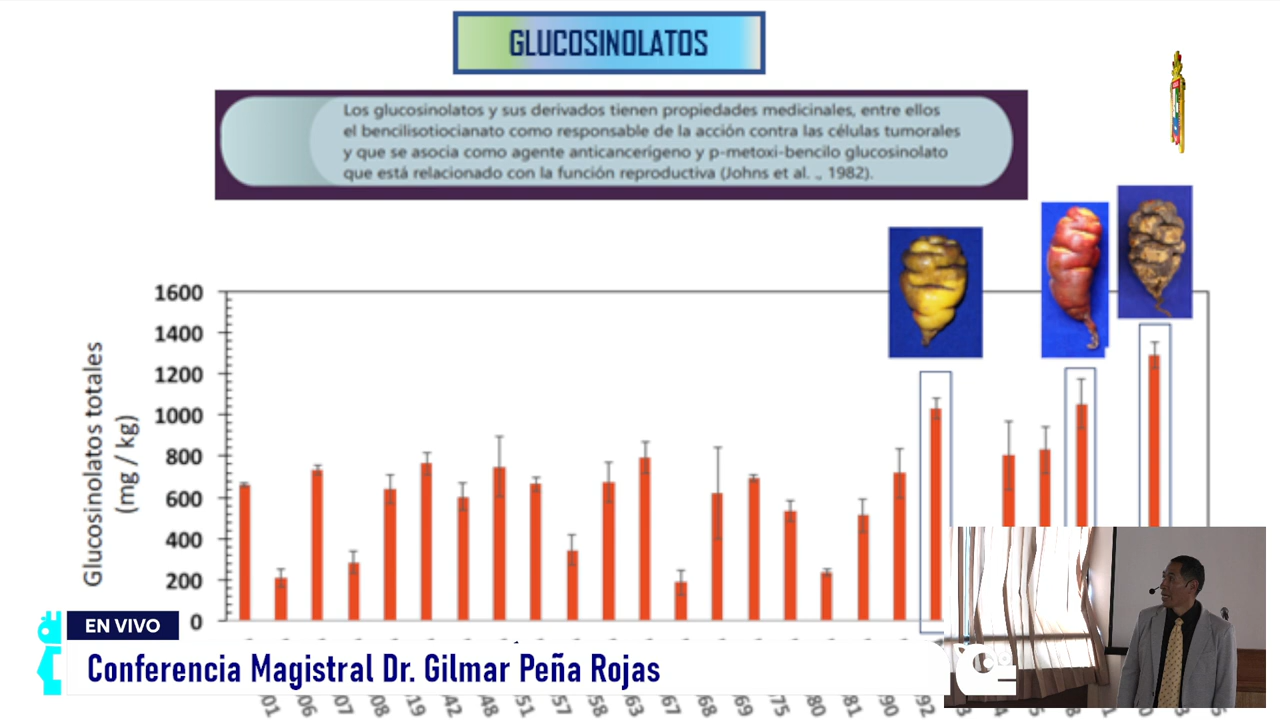 GLUCOSINOLATOS
Los glucosinolatos y sus derivados tienen propiedades medicinales, entre ellos
el bencilisotiocianato como responsable de la acción contra las células tumorales
y que se asocia como agente anticancerígeno y p-metoxi-bencilo glucosinolato
que está relacionado con la función reproductiva (Johns et al. ., 1982).
Glucosinolatos totales
(mg / kg)
1600
1400
1200
1000
800
600
400
200
0
EN VIVO
Conferencia Magistral Dr. Gilmar Peña Rojas
01 06 07 08 19 42 48 51 57 58 63 67 68 69 75 80 81 90 92